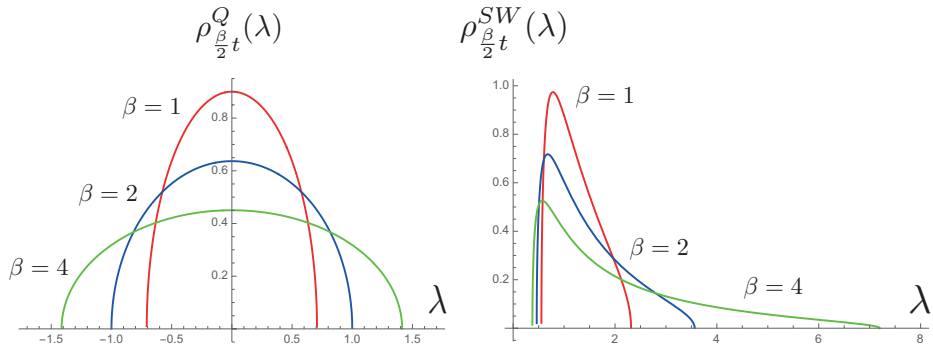 ρ^Q_{β/2 t}(λ)
β = 1
β = 2
β = 4
0.8
0.6
0.4
0.2
−1.5 −1.0 −0.5 0.0 0.5 1.0 1.5
λ
ρ^{SW}_{β/2 t}(λ)
β = 1
β = 2
β = 4
1.0
0.8
0.6
0.4
0.2
2 4 6 8
λ